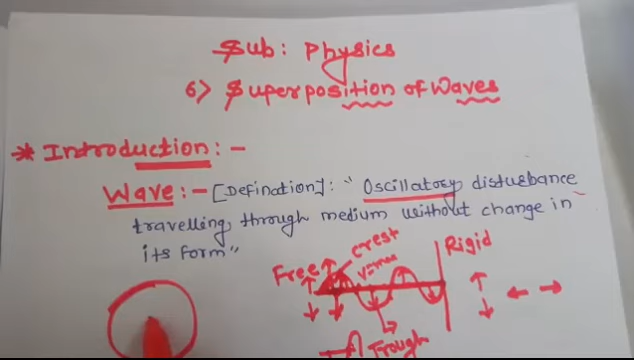 Sub: Physics
6) Superposition of Waves
* Introduction: -
Wave: - [Defination]: " Oscillatory disturbance
travelling through medium without change in
its form"
Free
crest
V=max
Rigid
Trough